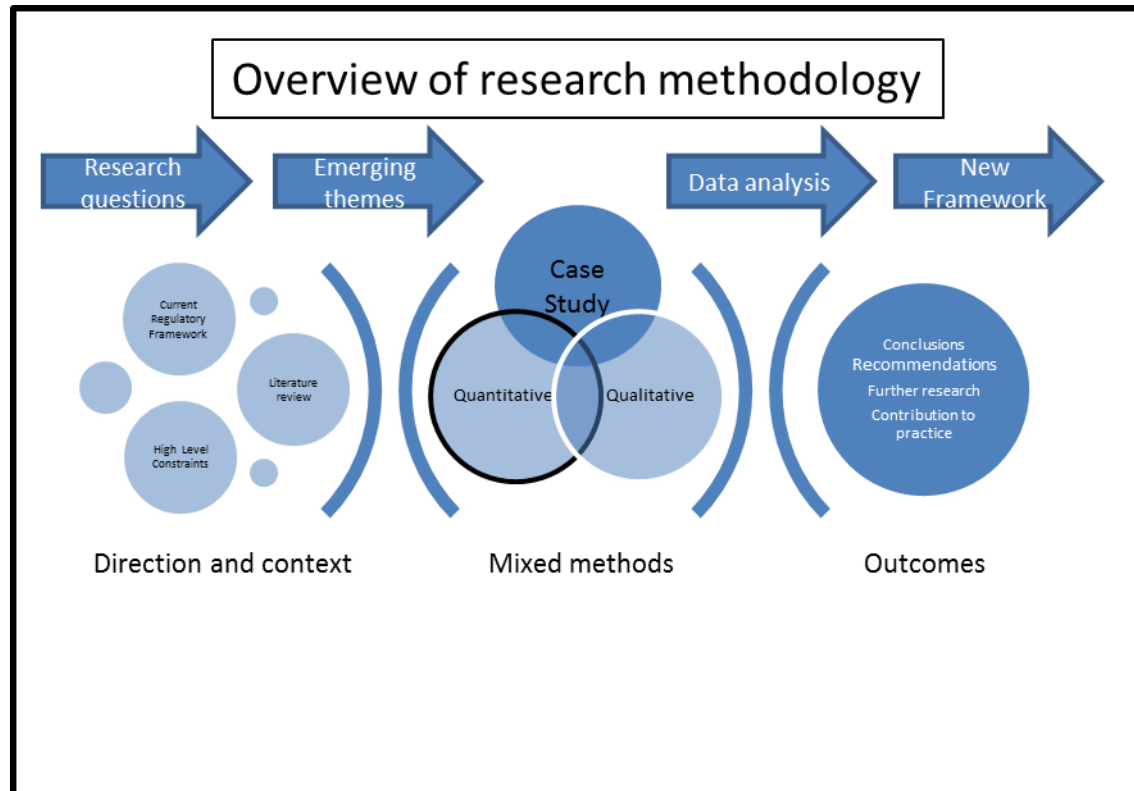 Overview of research methodology
Research
questions
Emerging
themes
Data analysis
New
Framework
Current
Regulatory
Framework
Literature
review
High Level
Constraints
Case
Study
Quantitative
Qualitative
Conclusions
Recommendations
Further research
Contribution to
practice
Direction and context
Mixed methods
Outcomes